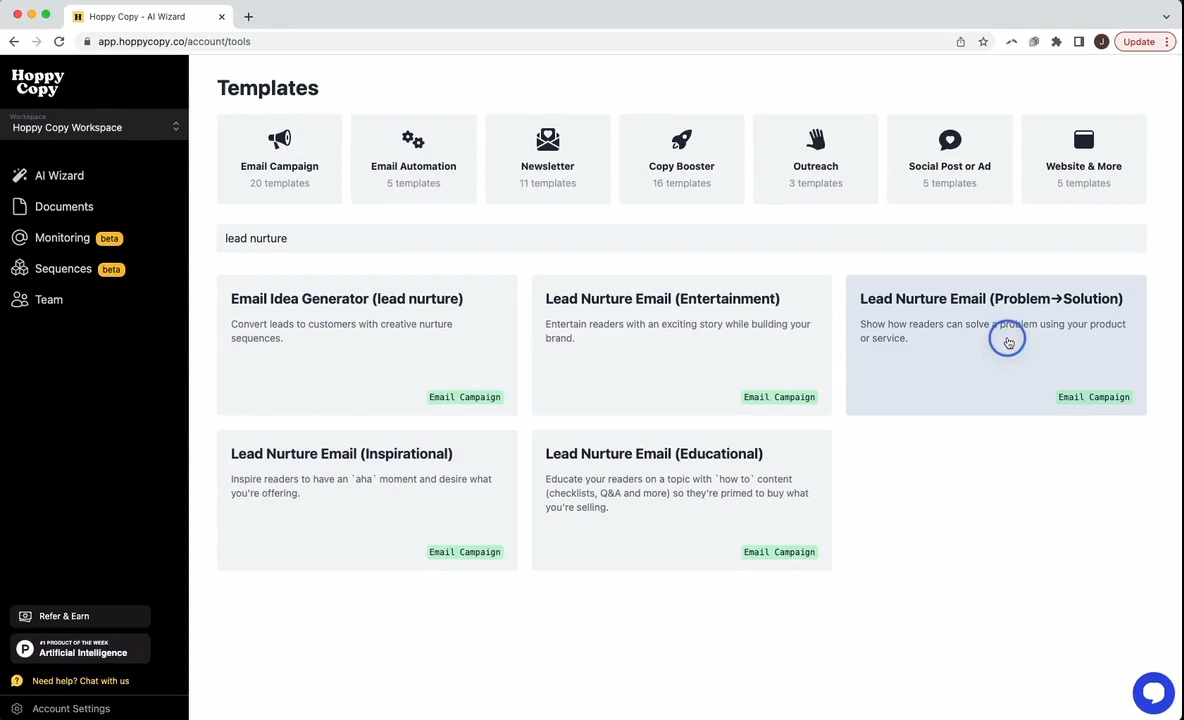 Hoppy Copy - AI Wizard
app.hoppycopy.co/account/tools
J
Update
Hoppy
Copy
Workspace
Hoppy Copy Workspace
AI Wizard
Documents
Monitoring beta
Sequences beta
Team
Refer & Earn
#1 PRODUCT OF THE WEEK
Artificial Intelligence
Need help? Chat with us
Account Settings
Templates
Email Campaign
20 templates
Email Automation
5 templates
Newsletter
11 templates
Copy Booster
16 templates
Outreach
3 templates
Social Post or Ad
5 templates
Website & More
5 templates
lead nurture
Email Idea Generator (lead nurture)
Convert leads to customers with creative nurture
sequences.
Email Campaign
Lead Nurture Email (Entertainment)
Entertain readers with an exciting story while building your
brand.
Email Campaign
Lead Nurture Email (Problem→Solution)
Show how readers can solve a problem using your product
or service.
Email Campaign
Lead Nurture Email (Inspirational)
Inspire readers to have an `aha` moment and desire what
you're offering.
Email Campaign
Lead Nurture Email (Educational)
Educate your readers on a topic with `how to` content
(checklists, Q&A and more) so they're primed to buy what
you're selling.
Email Campaign